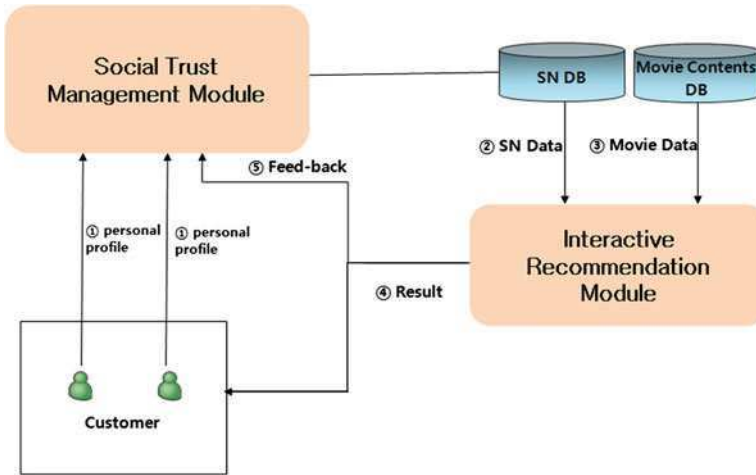 Social Trust
Management Module
SN DB
Movie Contents
DB
② SN Data
③ Movie Data
⑤ Feed-back
① personal
profile
① personal
profile
Interactive
Recommendation
Module
④ Result
Customer